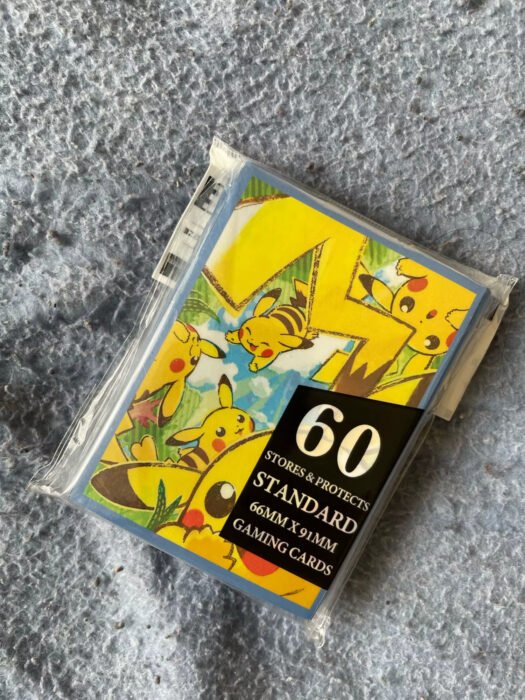 60
STORES & PROTECTS
STANDARD
66MM X 91MM
GAMING CARDS